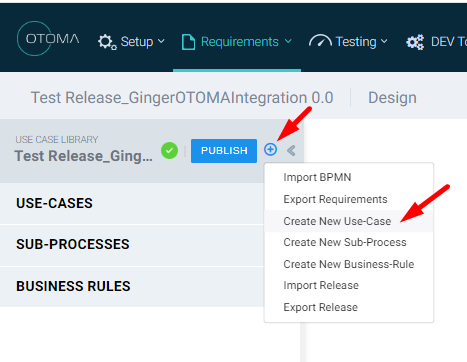 OTOMA Setup Requirements Testing DEV To
Test Release_GingerOTOMAIntegration 0.0 Design
USE CASE LIBRARY
Test Release_Ging... PUBLISH
Import BPMN
Export Requirements
USE-CASES
Create New Use-Case
SUB-PROCESSES
Create New Sub-Process
Create New Business-Rule
BUSINESS RULES
Import Release
Export Release